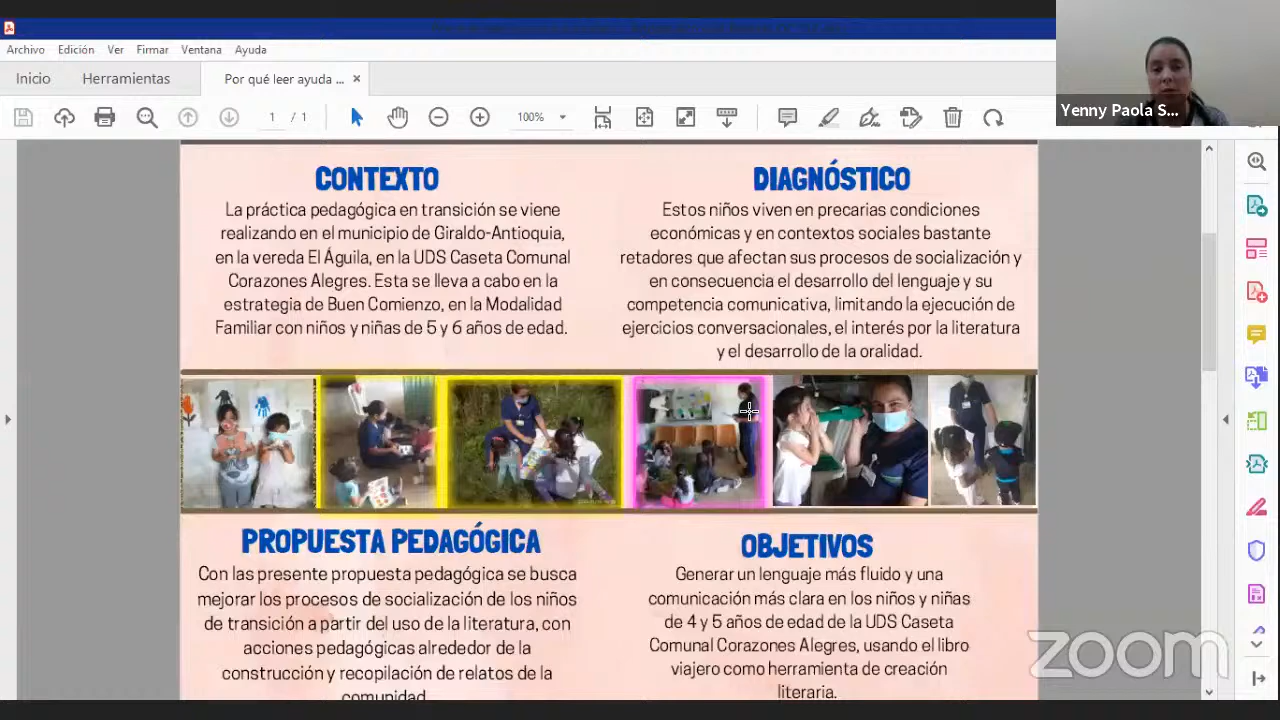 Archivo Edición Ver Firmar Ventana Ayuda
Inicio Herramientas Por qué leer ayuda ... ×
1 / 1 100%
Yenny Paola S...
CONTEXTO
La práctica pedagógica en transición se viene
realizando en el municipio de Giraldo-Antioquia,
en la vereda El Águila, en la UDS Caseta Comunal
Corazones Alegres. Esta se lleva a cabo en la
estrategia de Buen Comienzo, en la Modalidad
Familiar con niños y niñas de 5 y 6 años de edad.
DIAGNÓSTICO
Estos niños viven en precarias condiciones
económicas y en contextos sociales bastante
retadores que afectan sus procesos de socialización y
en consecuencia el desarrollo del lenguaje y su
competencia comunicativa, limitando la ejecución de
ejercicios conversacionales, el interés por la literatura
y el desarrollo de la oralidad.
PROPUESTA PEDAGÓGICA
Con las presente propuesta pedagógica se busca
mejorar los procesos de socialización de los niños
de transición a partir del uso de la literatura, con
acciones pedagógicas alrededor de la
construcción y recopilación de relatos de la
comunidad.
OBJETIVOS
Generar un lenguaje más fluido y una
comunicación más clara en los niños y niñas
de 4 y 5 años de edad de la UDS Caseta
Comunal Corazones Alegres, usando el libro
viajero como herramienta de creación
literaria.
zoom